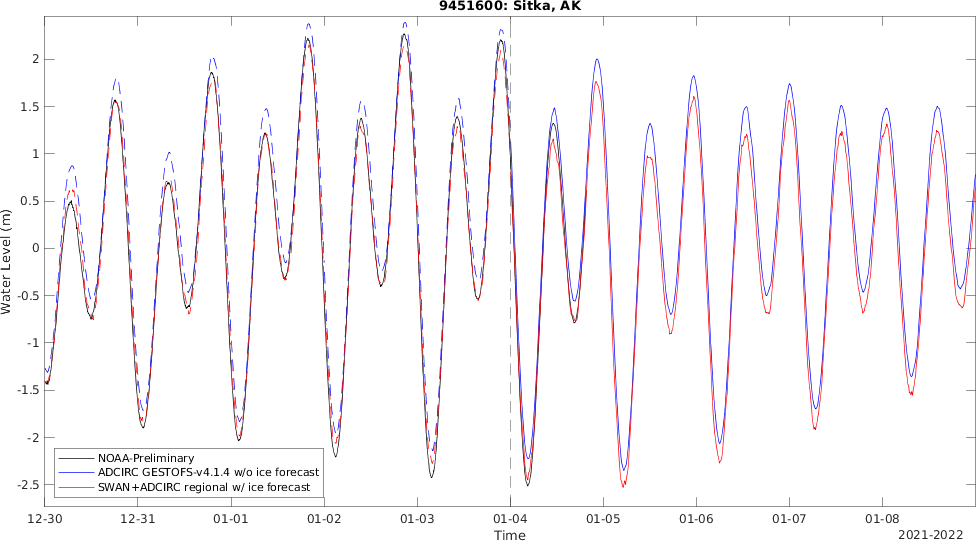 9451600: Sitka, AK
Water Level (m)
2
1.5
1
0.5
0
-0.5
-1
-1.5
-2
-2.5
NOAA-Preliminary
ADCIRC GESTOFS-v4.1.4 w/o ice forecast
SWAN+ADCIRC regional w/ ice forecast
12-30 12-31 01-01 01-02 01-03 01-04 01-05 01-06 01-07 01-08
Time
2021-2022